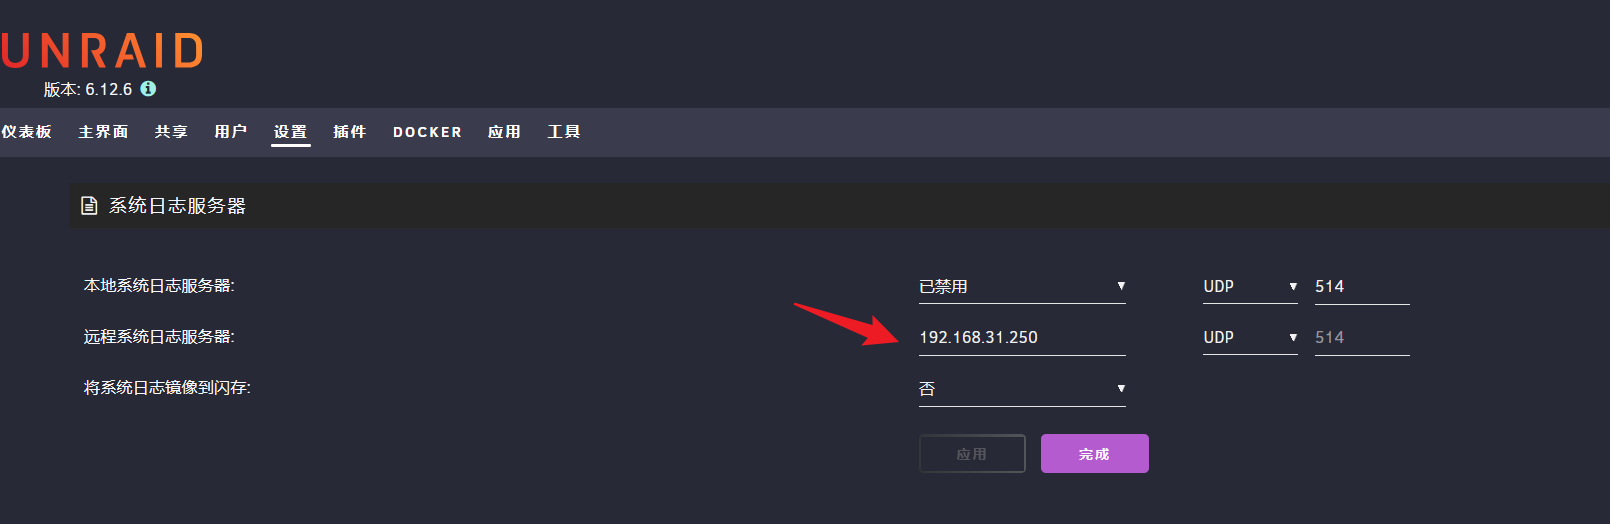 UNRAID
版本: 6.12.6
仪表板 主界面 共享 用户 设置 插件 DOCKER 应用 工具
系统日志服务器
本地系统日志服务器: 已禁用 UDP 514
远程系统日志服务器: 192.168.31.250 UDP 514
将系统日志镜像到闪存: 否
应用 完成